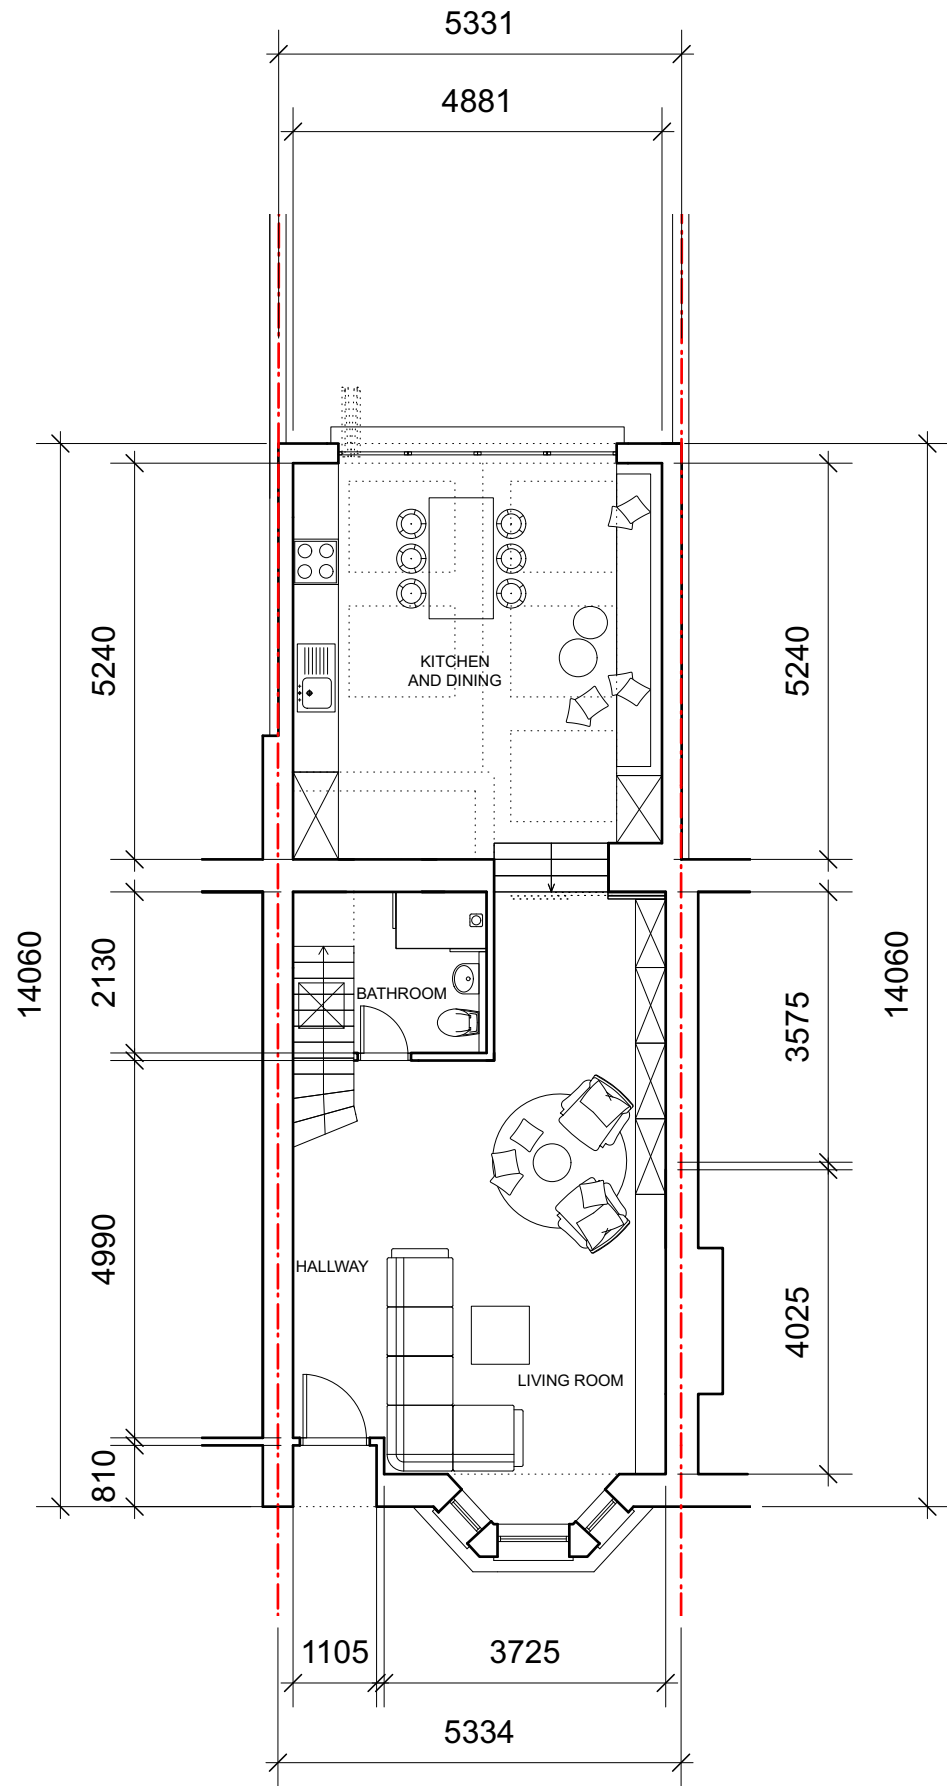 5331
4881
5240
5240
KITCHEN
AND DINING
14060
2130
BATHROOM
3575
14060
4990
HALLWAY
4025
LIVING ROOM
810
1105
3725
5334